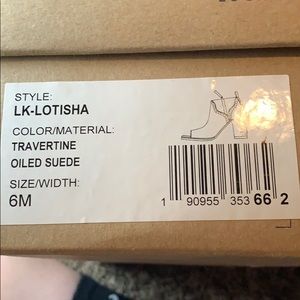 STYLE:
LK-LOTISHA
COLOR/MATERIAL:
TRAVERTINE
OILED SUEDE
SIZE/WIDTH:
6M
1 90955 353 66 2